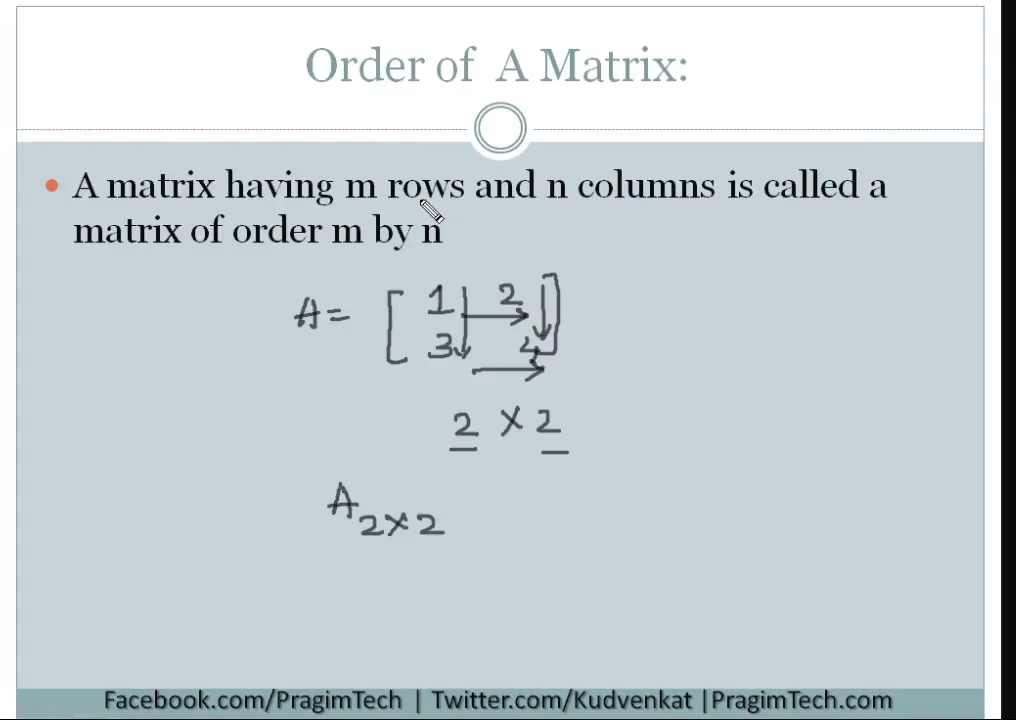 Order of A Matrix:
A matrix having m rows and n columns is called a
matrix of order m by n
A = [ 1 2 ]
3 4
2 × 2
A 2×2
Facebook.com/PragimTech | Twitter.com/Kudvenkat |PragimTech.com